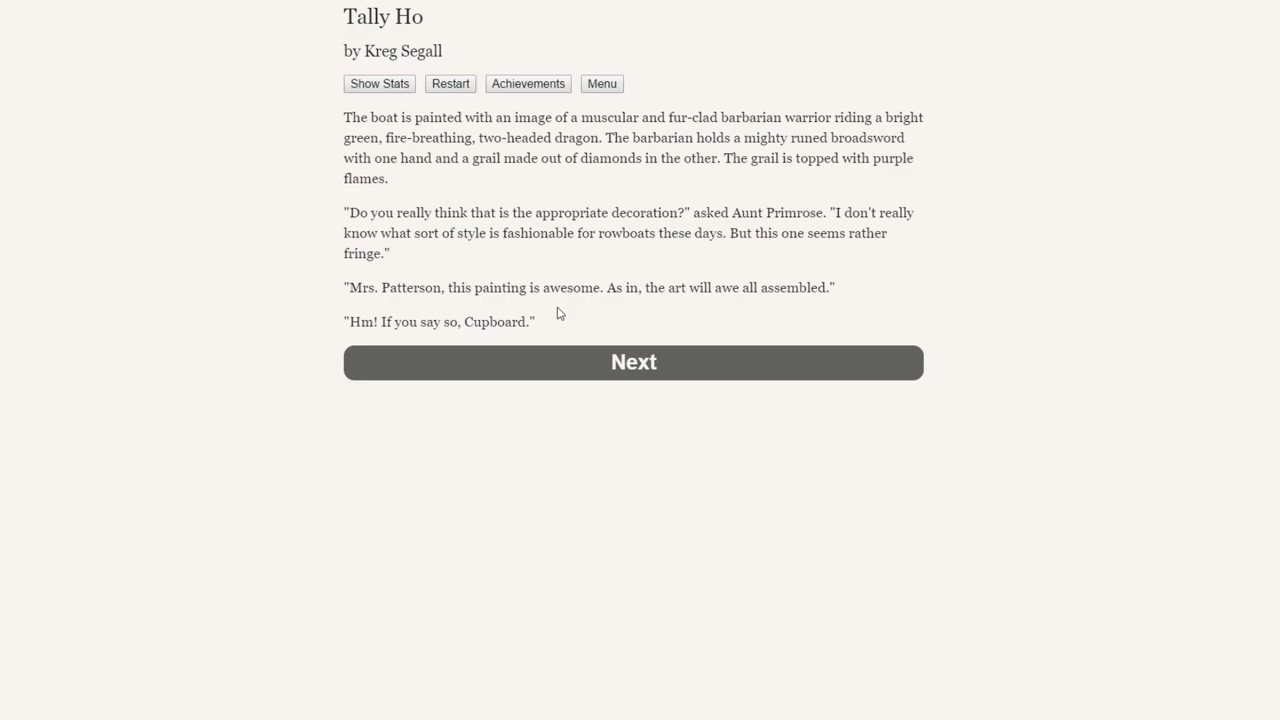 Tally Ho
by Kreg Segall
Show Stats Restart Achievements Menu
The boat is painted with an image of a muscular and fur-clad barbarian warrior riding a bright
green, fire-breathing, two-headed dragon. The barbarian holds a mighty runed broadsword
with one hand and a grail made out of diamonds in the other. The grail is topped with purple
flames.
"Do you really think that is the appropriate decoration?" asked Aunt Primrose. "I don't really
know what sort of style is fashionable for rowboats these days. But this one seems rather
fringe."
"Mrs. Patterson, this painting is awesome. As in, the art will awe all assembled."
"Hm! If you say so, Cupboard."
Next